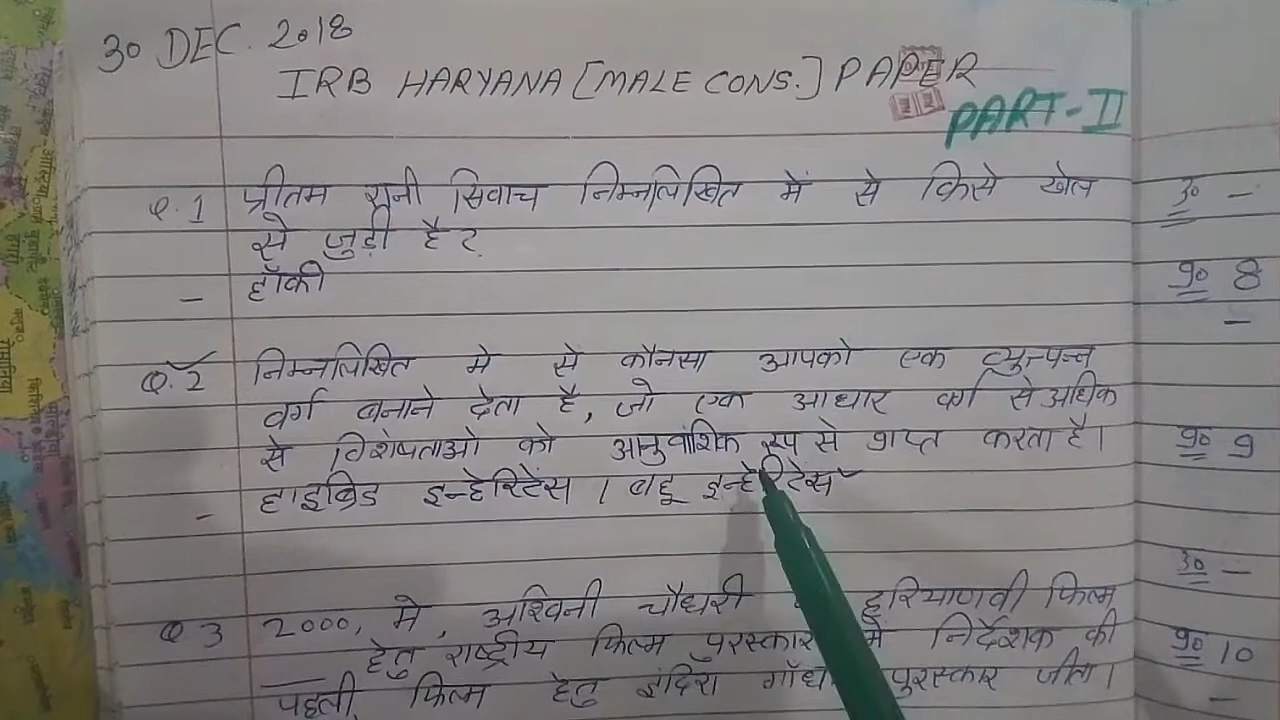 30 DEC. 2018
IRB HARYANA [MALE CONS.] PAPER
PART-II
Q.1 प्रीतम रानी सिवाच निम्नलिखित में से किसे खेल
से जुड़ी है?
- हॉकी
Q.2 निम्नलिखित मे से कौनसा आपको एक व्युत्पन्न
वर्ग बनाने देता है, जो एक आधार वर्ग से अधिक
से विशेषताओ को आनुवांशिक रूप से प्राप्त करता है।
- हाइब्रिड इन्हेरिटेंस / बहू इन्हेरिटेंस
Q 3 2000, मे, अश्विनी चौधरी हरियाणवी फिल्म
हेतु राष्ट्रीय फिल्म पुरस्कार में निर्देशक की
पहली फिल्म हेतु इंदिरा गाँधी पुरस्कार जीता।
उ० -
प्र० 8
-
प्र० 9
उ० -
प्र० 10
-